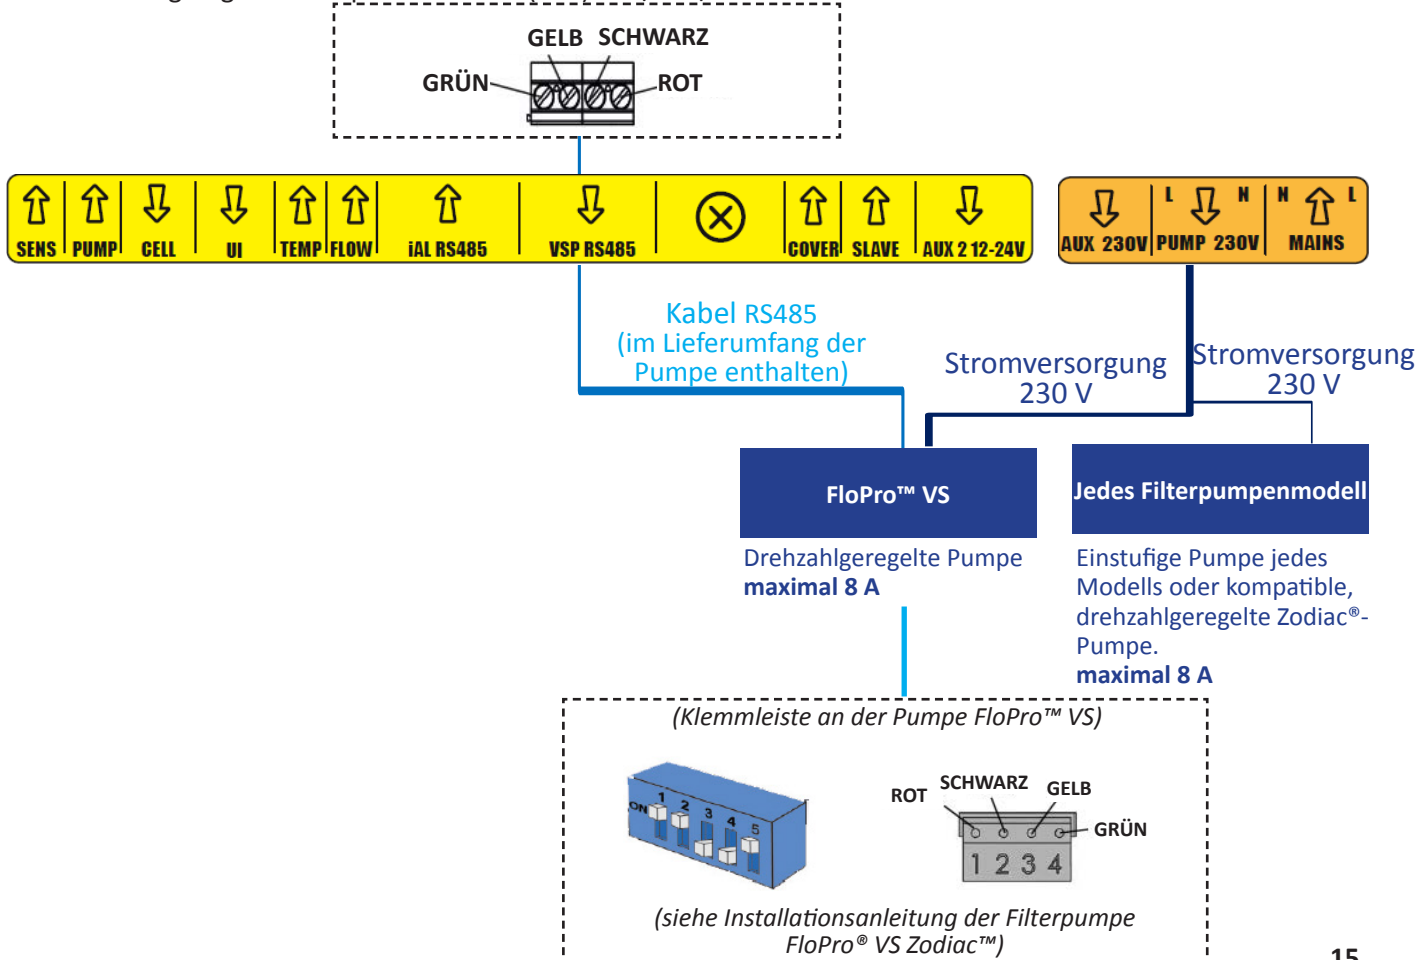 GELB SCHWARZ
GRÜN
ROT
SENS PUMP CELL UI TEMP FLOW iAL RS485 VSP RS485 COVER SLAVE AUX 2 12-24V
L N N L
AUX 230V PUMP 230V MAINS
Kabel RS485
(im Lieferumfang der
Pumpe enthalten)
Stromversorgung
230 V
Stromversorgung
230 V
FloPro™ VS
Jedes Filterpumpenmodell
Drehzahlgeregelte Pumpe
maximal 8 A
Einstufige Pumpe jedes
Modells oder kompatible,
drehzahlgeregelte Zodiac®-
Pumpe.
maximal 8 A
(Klemmleiste an der Pumpe FloPro™ VS)
ON 1 2 3 4 5
ROT SCHWARZ GELB
GRÜN
1 2 3 4
(siehe Installationsanleitung der Filterpumpe
FloPro® VS Zodiac™)
15